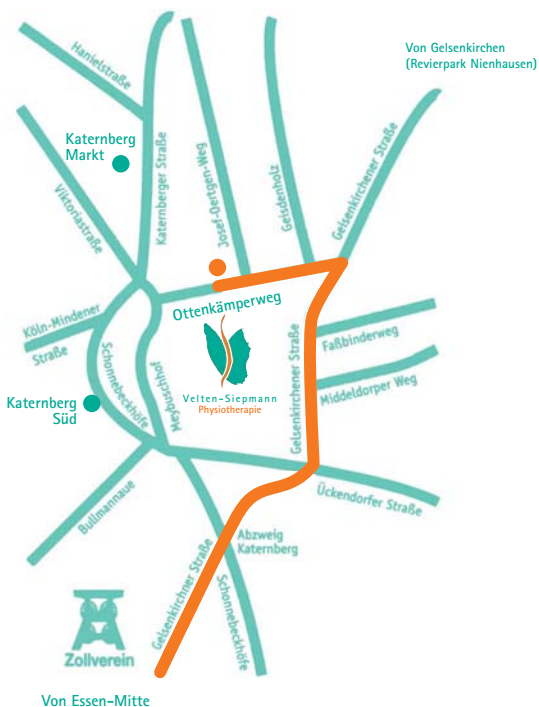 Von Gelsenkirchen
(Revierpark Nienhausen)
Hanielstraße
Katernberg
Markt
Viktoriastraße
Katernberger Straße
Josef-Oertgen-Weg
Geisdenholz
Gelsenkirchener Straße
Ottenkämperweg
Köln-Mindener
Straße
Schonnebeckhöfe
Meybuschhof
Velten-Siepmann
Physiotherapie
Gelsenkirchener Straße
Faßbinderweg
Middeldorper Weg
Katernberg
Süd
Bullmannaue
Ückendorfer Straße
Abzweig
Katernberg
Gelsenkirchner Straße
Schonnebeckhöfe
Zollverein
Von Essen-Mitte